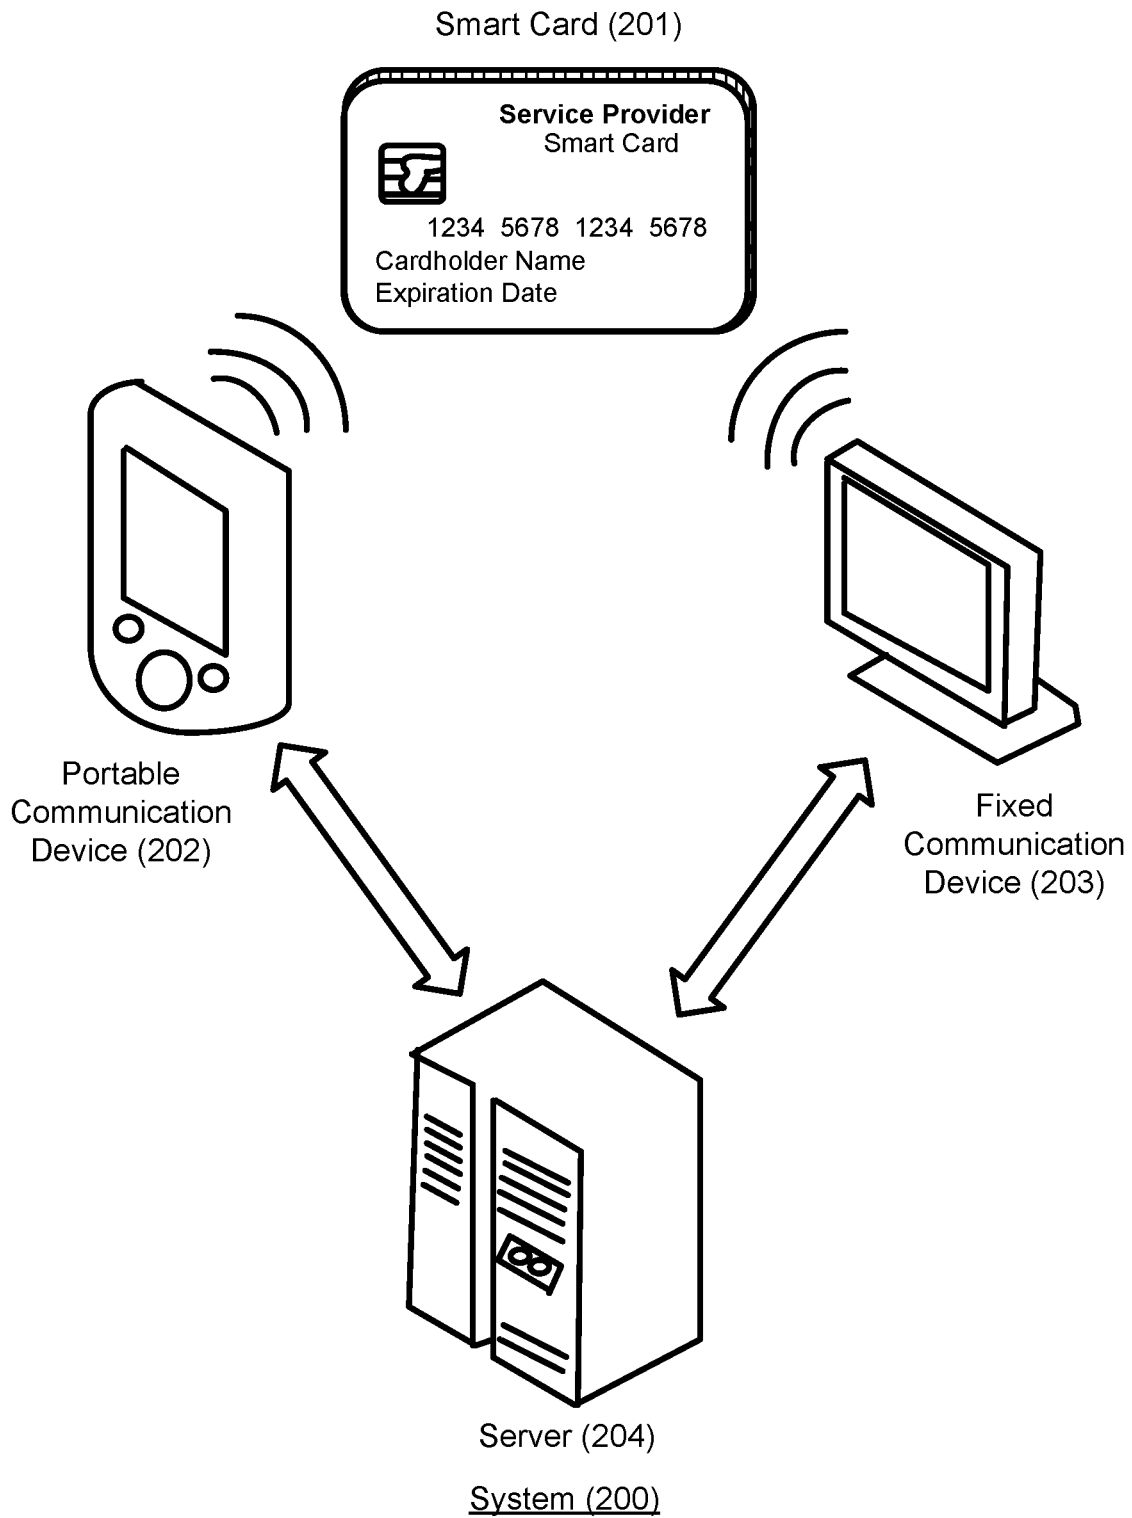 Smart Card (201)
Service Provider
Smart Card
1234 5678 1234 5678
Cardholder Name
Expiration Date
Portable
Communication
Device (202)
Fixed
Communication
Device (203)
Server (204)
System (200)